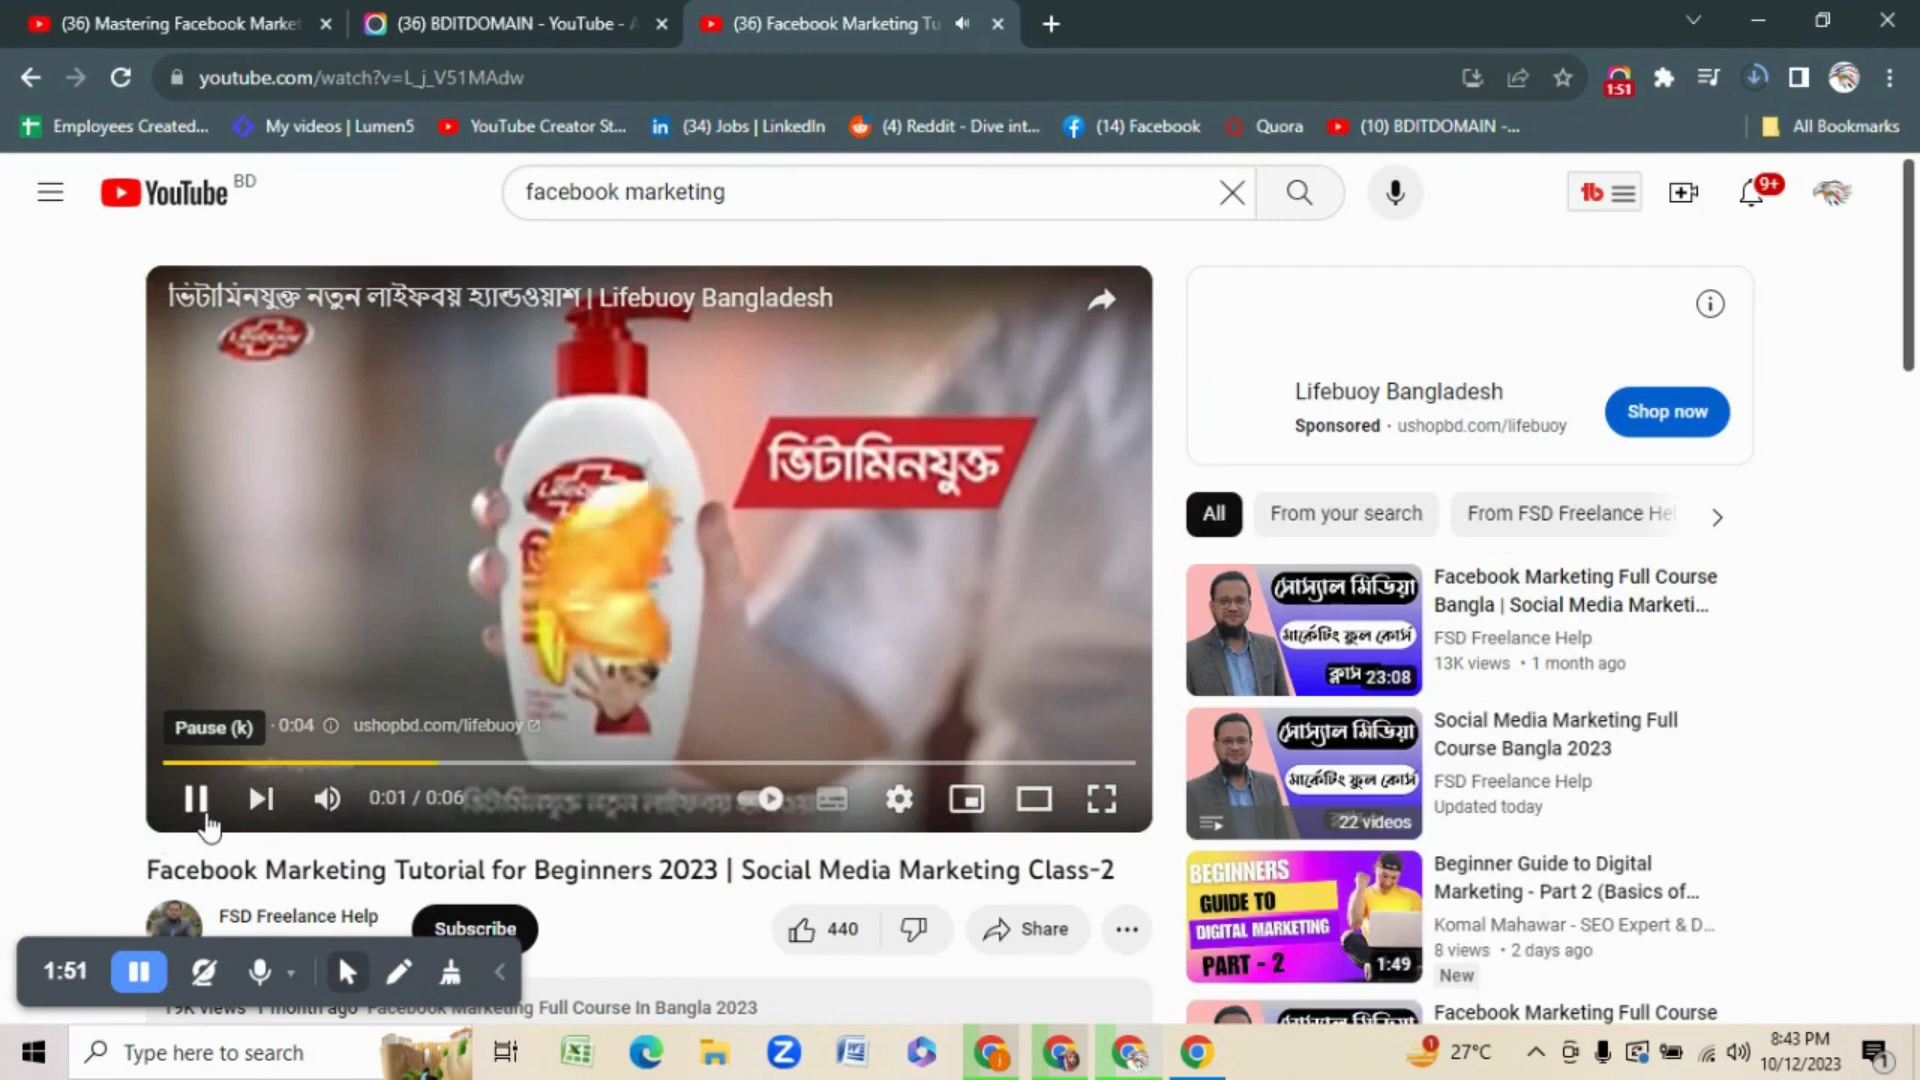 (36) Mastering Facebook Market
(36) BDITDOMAIN - YouTube - A
(36) Facebook Marketing Tu
youtube.com/watch?v=L_j_V51MAdw
1:51
Employees Created...
My videos | Lumen5
YouTube Creator St...
(34) Jobs | LinkedIn
(4) Reddit - Dive int...
(14) Facebook
Quora
(10) BDITDOMAIN -...
All Bookmarks
YouTube BD
facebook marketing
9+
ভিটামিনযুক্ত নতুন লাইফবয় হ্যান্ডওয়াশ | Lifebuoy Bangladesh
Lifebuoy
ভিটামিনযুক্ত
Pause (k)
· 0:04
ushopbd.com/lifebuoy
0:01 / 0:06
Lifebuoy Bangladesh
Sponsored · ushopbd.com/lifebuoy
Shop now
All
From your search
From FSD Freelance Hel
সোস্যাল মিডিয়া
মার্কেটিং ফুল কোর্স
ক্লাস
23:08
Facebook Marketing Full Course
Bangla | Social Media Marketi...
FSD Freelance Help
13K views • 1 month ago
সোস্যাল মিডিয়া
মার্কেটিং ফুল কোর্স
22 videos
Social Media Marketing Full
Course Bangla 2023
FSD Freelance Help
Updated today
BEGINNERS
GUIDE TO
DIGITAL MARKETING
PART - 2
1:49
Beginner Guide to Digital
Marketing - Part 2 (Basics of...
Komal Mahawar - SEO Expert & D...
8 views • 2 days ago
New
Facebook Marketing Full Course
Facebook Marketing Tutorial for Beginners 2023 | Social Media Marketing Class-2
FSD Freelance Help
Subscribe
440
Share
1:51
19K views 1 month ago Facebook Marketing Full Course In Bangla 2023
Type here to search
1
27°C
8:43 PM
10/12/2023
1